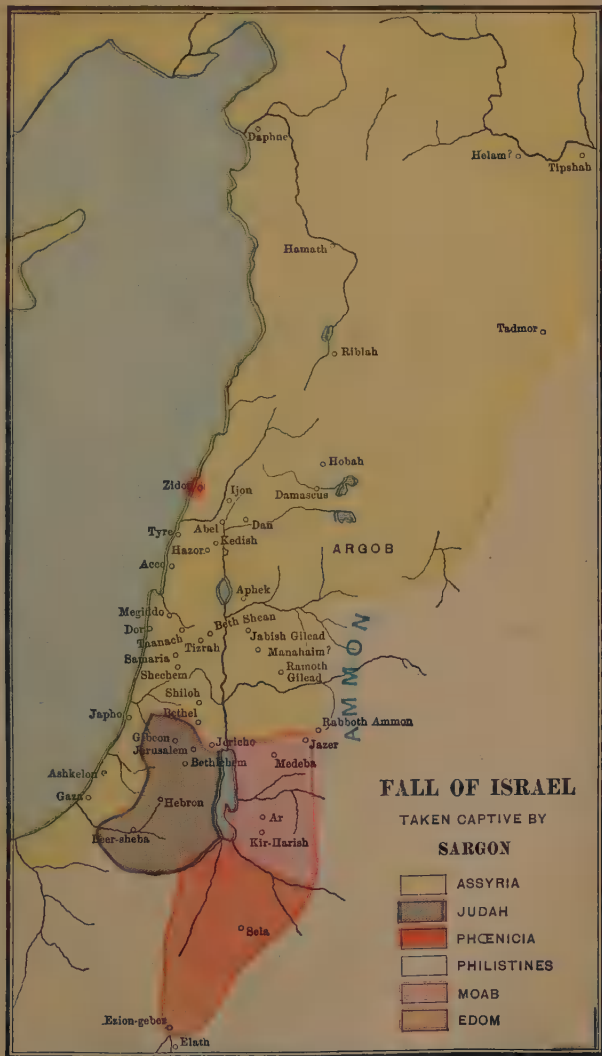 Daphne
Helam?
Tipshah
Hamath
Tadmor
Riblah
Hobah
Zidon
Ijon
Damascus
Abel
Dan
Tyre
Kedish
Hazor
ARGOB
Acco
Aphek
Megiddo
Beth Shean
Dor
Jabish Gilead
Taanach
Tizrah
Manahaim?
Samaria
Ramoth
Gilead
Shechem
AMMON
Shiloh
Japho
Bethel
Rabboth Ammon
Gibeon
Jericho
Jazer
Jerusalem
Medeba
Bethlehem
Ashkelon
Gaza
Hebron
Ar
Kir-Harish
Beer-sheba
Sela
Ezion-geber
Elath
FALL OF ISRAEL
TAKEN CAPTIVE BY
SARGON
ASSYRIA
JUDAH
PHŒNICIA
PHILISTINES
MOAB
EDOM